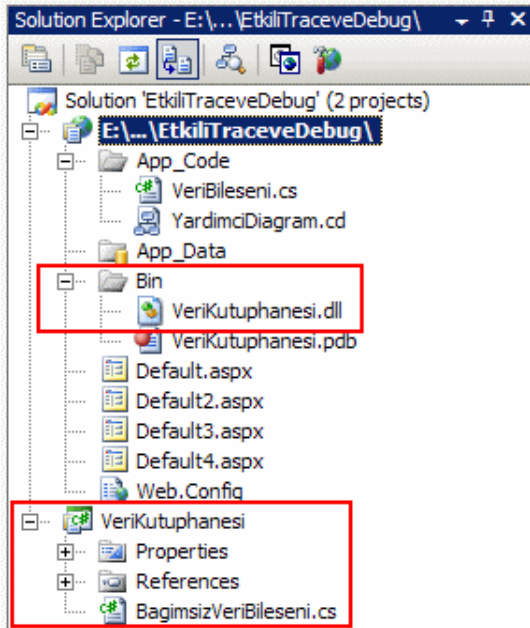 Solution Explorer - E:\...\EtkiliTraceveDebug\
Solution 'EtkiliTraceveDebug' (2 projects)
E:\...\EtkiliTraceveDebug\
App_Code
VeriBileseni.cs
YardimciDiagram.cd
App_Data
Bin
VeriKutuphanesi.dll
VeriKutuphanesi.pdb
Default.aspx
Default2.aspx
Default3.aspx
Default4.aspx
Web.Config
VeriKutuphanesi
Properties
References
BagimsizVeriBileseni.cs